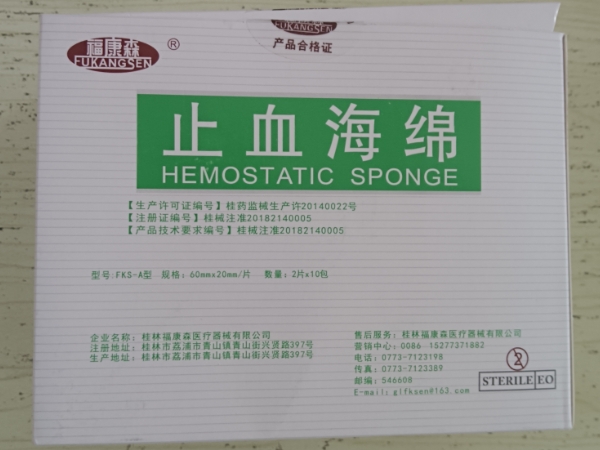 福康森 ®
FUKANGSEN
FUKANGSEN
产品合格证
止血海绵
HEMOSTATIC SPONGE
【生产许可证编号】桂药监械生产许20140022号
【注册证编号】桂械注准20182140005
【产品技术要求编号】桂械注准20182140005
型号:FKS-A型 规格:60mm×20mm/片 数量:2片×10包
企业名称:桂林福康森医疗器械有限公司
注册地址:桂林市荔浦市青山镇青山街兴贤路397号
生产地址:桂林市荔浦市青山镇青山街兴贤路397号
售后服务:桂林福康森医疗器械有限公司
营销中心:0086 15277371862
电话:0773-7123198
传真:0773-7123389
邮编:546608
E-mail:glfksen@163.com
2
STERILE EO